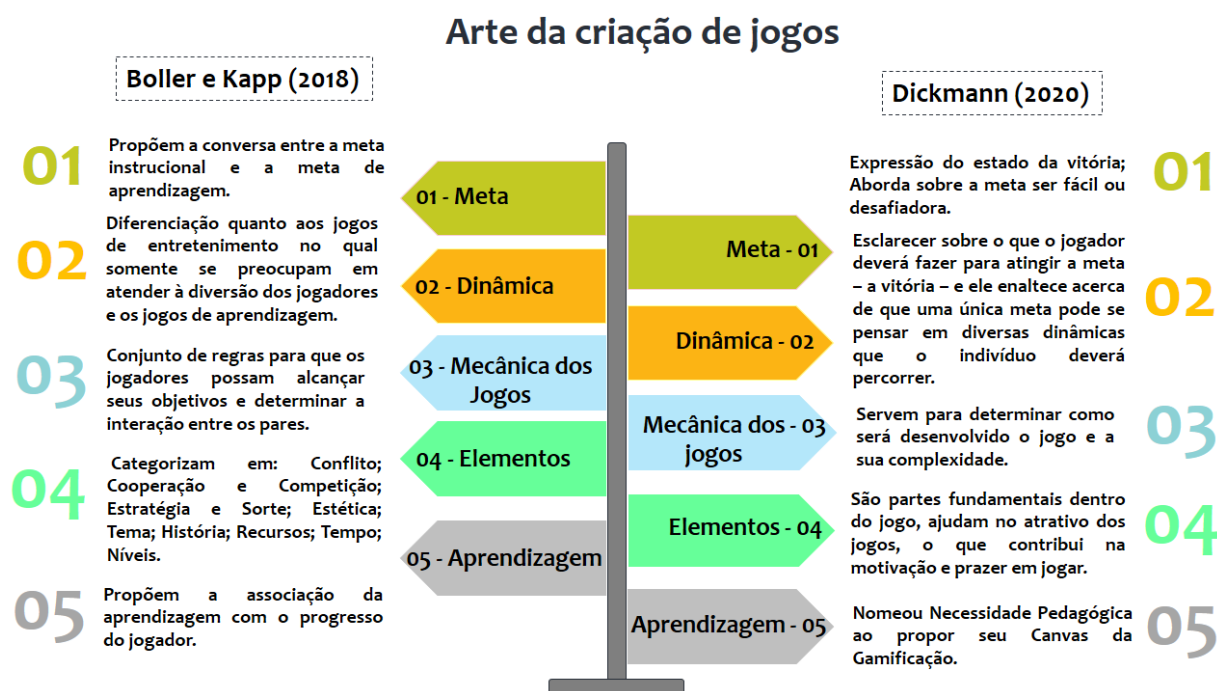 Arte da criação de jogos
Boller e Kapp (2018)
01
Propõem a conversa entre a meta
instrucional e a meta de
aprendizagem.
02
Diferenciação quanto aos jogos
de entretenimento no qual
somente se preocupam em
atender à diversão dos jogadores
e os jogos de aprendizagem.
03
Conjunto de regras para que os
jogadores possam alcançar
seus objetivos e determinar a
interação entre os pares.
04
Categorizam em: Conflito;
Cooperação e Competição;
Estratégia e Sorte; Estética;
Tema; História; Recursos; Tempo;
Níveis.
05
Propõem a associação da
aprendizagem com o progresso
do jogador.
01 - Meta
02 - Dinâmica
03 - Mecânica dos
Jogos
04 - Elementos
05 - Aprendizagem
Meta - 01
Dinâmica - 02
Mecânica dos - 03
jogos
Elementos - 04
Aprendizagem - 05
Dickmann (2020)
Expressão do estado da vitória;
Aborda sobre a meta ser fácil ou
desafiadora.
01
Esclarecer sobre o que o jogador
deverá fazer para atingir a meta
– a vitória – e ele enaltece acerca
de que uma única meta pode se
pensar em diversas dinâmicas
que o indivíduo deverá
percorrer.
02
Servem para determinar como
será desenvolvido o jogo e a
sua complexidade.
03
São partes fundamentais dentro
do jogo, ajudam no atrativo dos
jogos, o que contribui na
motivação e prazer em jogar.
04
Nomeou Necessidade Pedagógica
ao propor seu Canvas da
Gamificação.
05